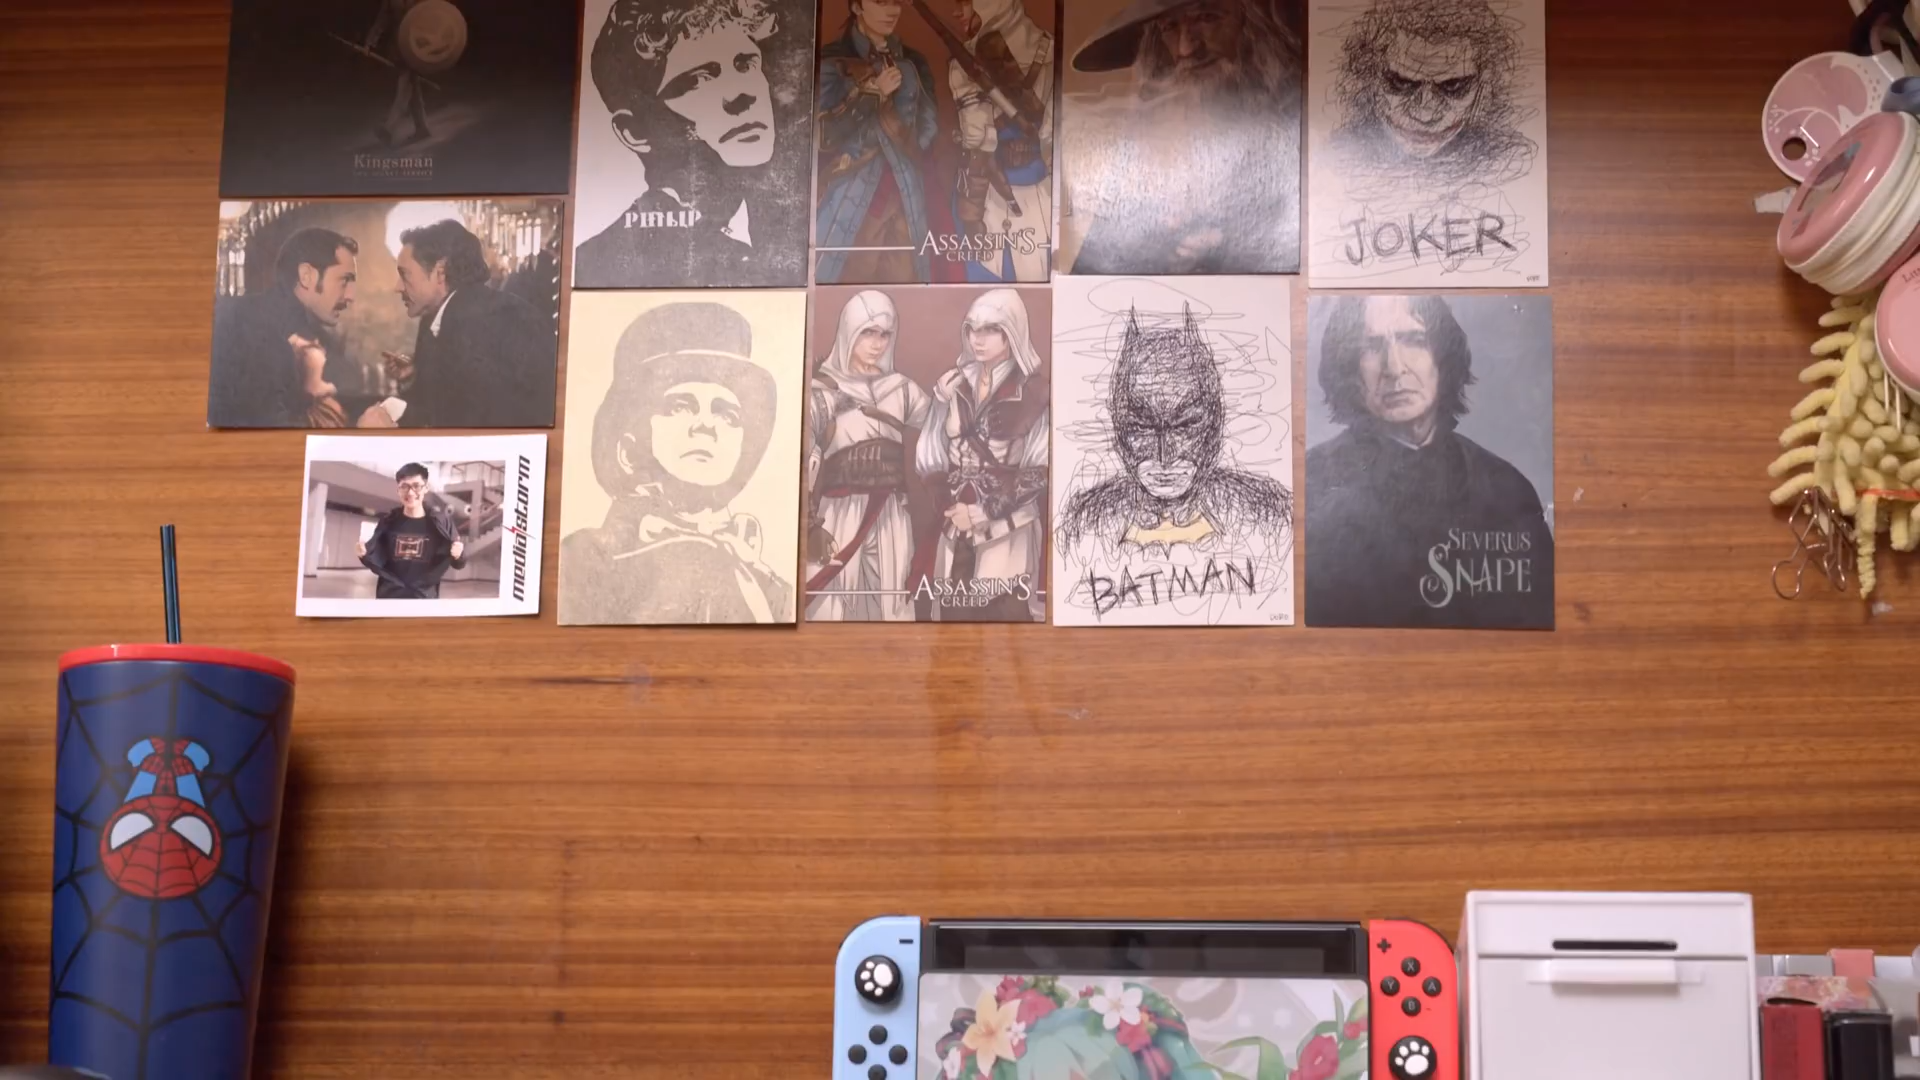 Kingsman
PHILIP
ASSASSIN'S
CREED
JOKER
mediastorm
ASSASSIN'S
CREED
BATMAN
SEVERUS
SNAPE
X
Y
A
B